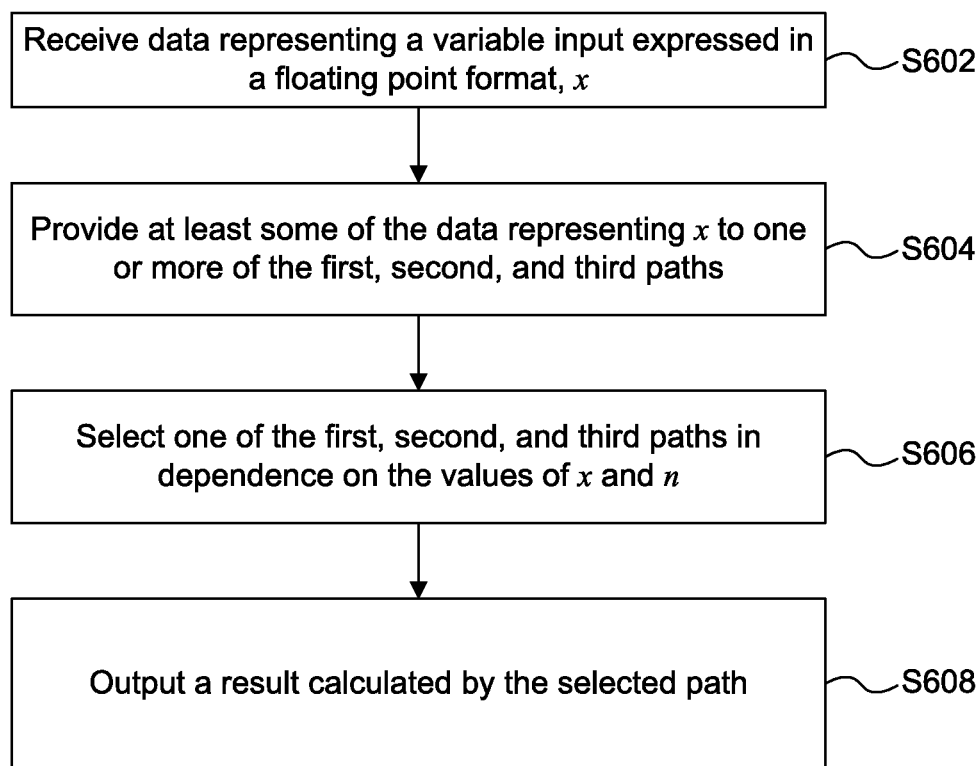 Receive data representing a variable input expressed in
a floating point format, x
S602
Provide at least some of the data representing x to one
or more of the first, second, and third paths
S604
Select one of the first, second, and third paths in
dependence on the values of x and n
S606
Output a result calculated by the selected path
S608